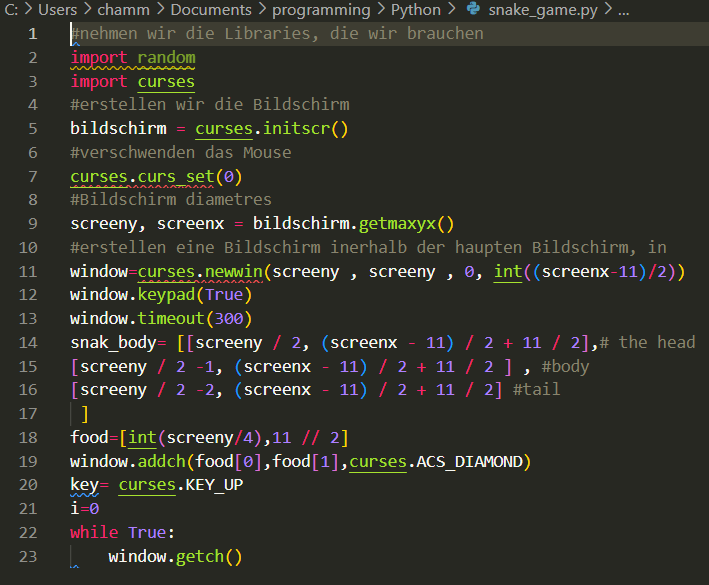 C: > Users > chamm > Documents > programming > Python > snake_game.py > ...
1 #nehmen wir die Libraries, die wir brauchen
2 import random
3 import curses
4 #erstellen wir die Bildschirm
5 bildschirm = curses.initscr()
6 #verschwenden das Mouse
7 curses.curs_set(0)
8 #Bildschirm diametres
9 screeny, screenx = bildschirm.getmaxyx()
10 #erstellen eine Bildschirm inerhalb der haupten Bildschirm, in
11 window=curses.newwin(screeny , screeny , 0, int((screenx-11)/2))
12 window.keypad(True)
13 window.timeout(300)
14 snak_body= [[screeny / 2, (screenx - 11) / 2 + 11 / 2],# the head
15 [screeny / 2 -1, (screenx - 11) / 2 + 11 / 2 ] , #body
16 [screeny / 2 -2, (screenx - 11) / 2 + 11 / 2] #tail
17 ]
18 food=[int(screeny/4),11 // 2]
19 window.addch(food[0],food[1],curses.ACS_DIAMOND)
20 key= curses.KEY_UP
21 i=0
22 while True:
23 window.getch()